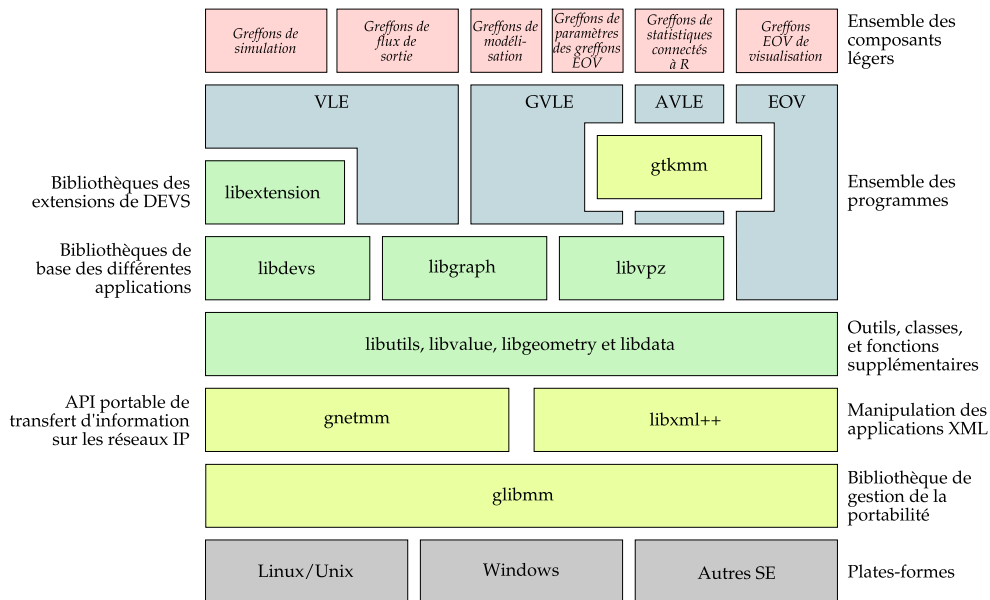 Greffons de
simulation
Greffons de
flux de
sortie
Greffons de
modéli-
sation
Greffons de
paramètres
des greffons
EOV
Greffons de
statistiques
connectés
à R
Greffons
EOV de
visualisation
Ensemble des
composants
légers
VLE
GVLE
AVLE
EOV
gtkmm
Bibliothèques des
extensions de DEVS
libextension
Ensemble des
programmes
Bibliothèques de
base des différentes
applications
libdevs
libgraph
libvpz
libutils, libvalue, libgeometry et libdata
Outils, classes,
et fonctions
supplémentaires
API portable de
transfert d'information
sur les réseaux IP
gnetmm
libxml++
Manipulation des
applications XML
glibmm
Bibliothèque de
gestion de la
portabilité
Linux/Unix
Windows
Autres SE
Plates-formes